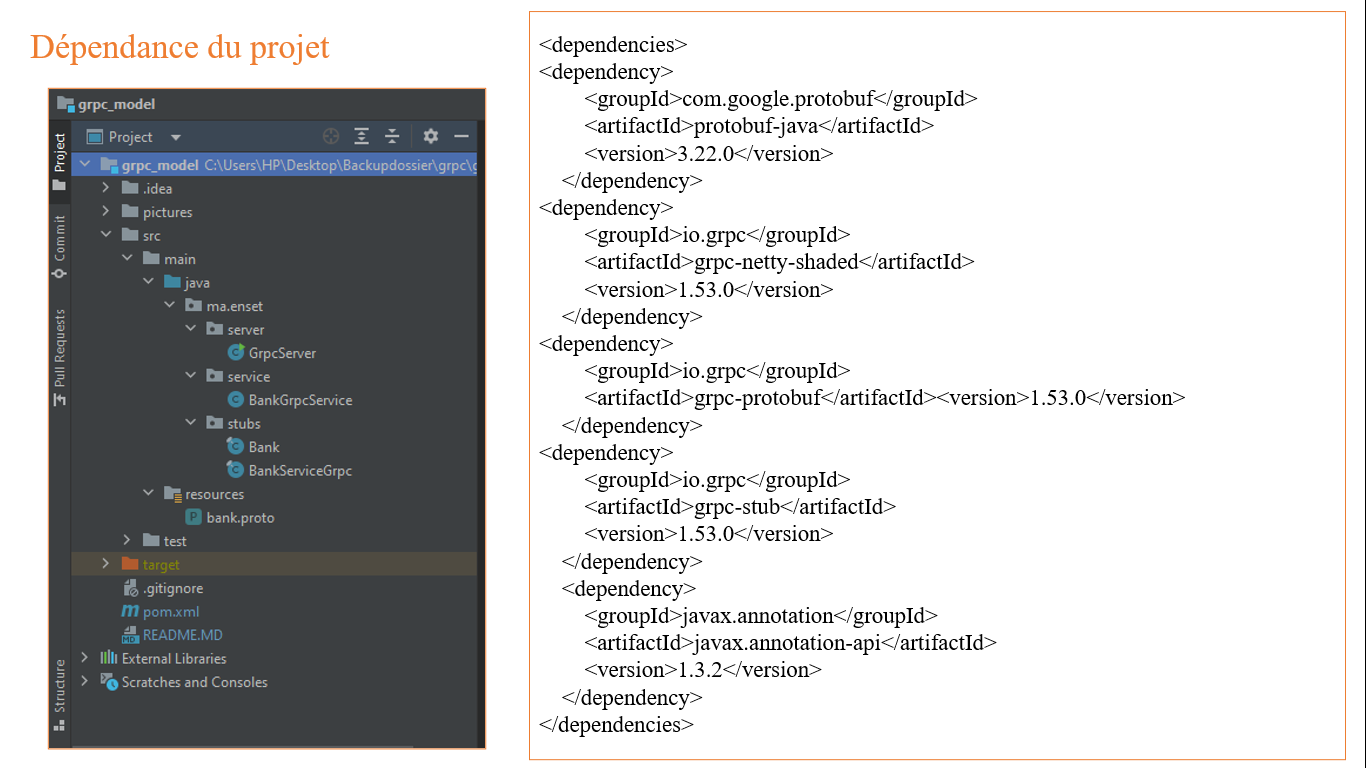 Dépendance du projet
grpc_model
Project
Project
grpc_model C:\Users\HP\Desktop\Backupdossier\grpc\g
.idea
pictures
src
main
java
ma.enset
server
GrpcServer
service
BankGrpcService
stubs
Bank
BankServiceGrpc
resources
P bank.proto
test
target
.gitignore
m pom.xml
MD README.MD
External Libraries
Scratches and Consoles
Commit
Pull Requests
Structure
<dependencies>
<dependency>
<groupId>com.google.protobuf</groupId>
<artifactId>protobuf-java</artifactId>
<version>3.22.0</version>
</dependency>
<dependency>
<groupId>io.grpc</groupId>
<artifactId>grpc-netty-shaded</artifactId>
<version>1.53.0</version>
</dependency>
<dependency>
<groupId>io.grpc</groupId>
<artifactId>grpc-protobuf</artifactId><version>1.53.0</version>
</dependency>
<dependency>
<groupId>io.grpc</groupId>
<artifactId>grpc-stub</artifactId>
<version>1.53.0</version>
</dependency>
<dependency>
<groupId>javax.annotation</groupId>
<artifactId>javax.annotation-api</artifactId>
<version>1.3.2</version>
</dependency>
</dependencies>